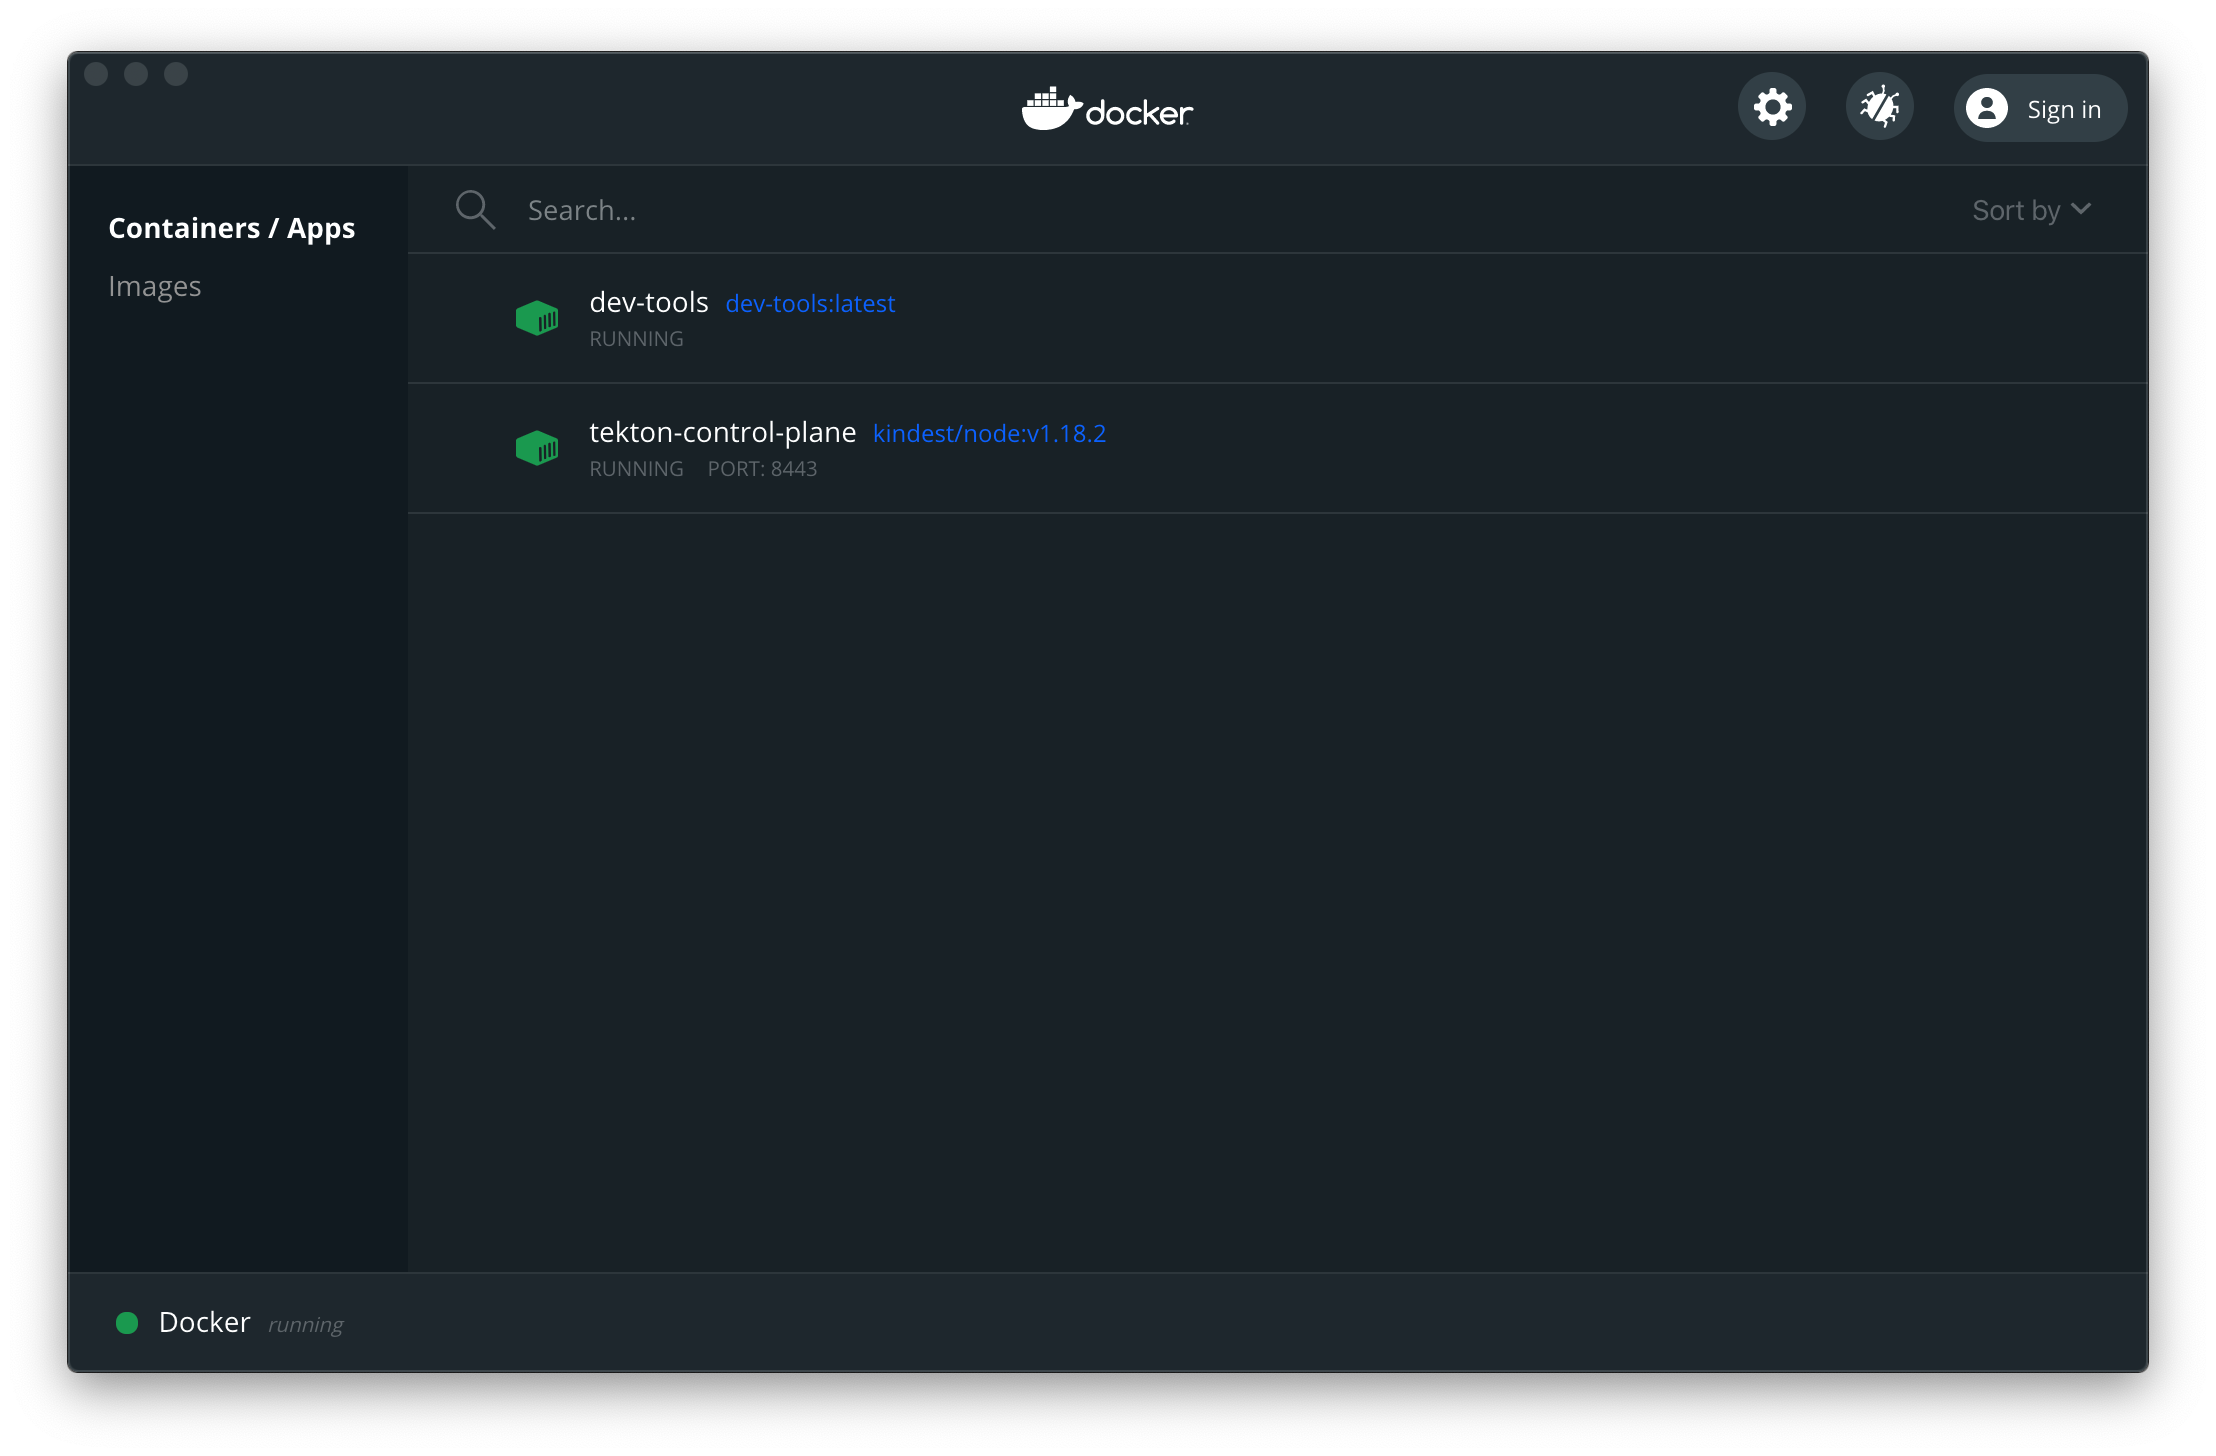 docker
Sign in
Containers / Apps
Images
Search...
Sort by
dev-tools dev-tools:latest
RUNNING
tekton-control-plane kindest/node:v1.18.2
RUNNING PORT: 8443
Docker running